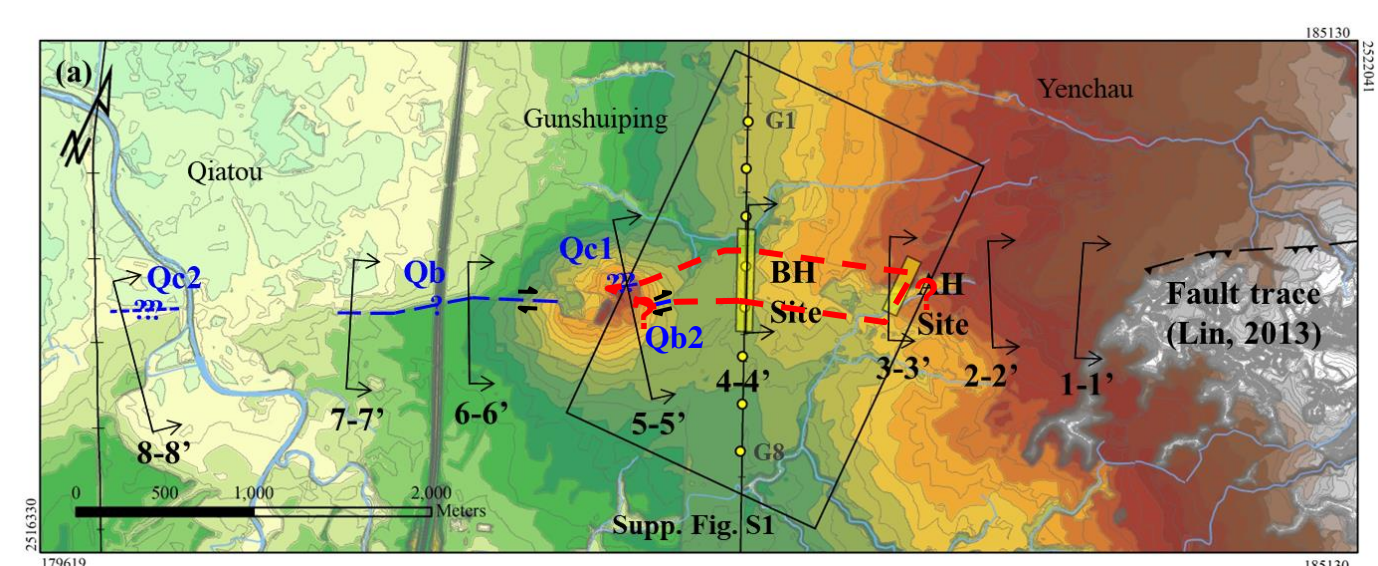 185130
(a)
2522041
Yenchau
Gunshuiping
G1
Qiatou
N
Qc1
Qc2
Qb
BH
Site
AH
Site
Fault trace
(Lin, 2013)
???
?
??
?
?
Qb2
7-7’
6-6’
5-5’
4-4’
3-3’
2-2’
1-1’
8-8’
G8
0 500 1,000 2,000
Meters
Supp. Fig. S1
2516330
179619
185130